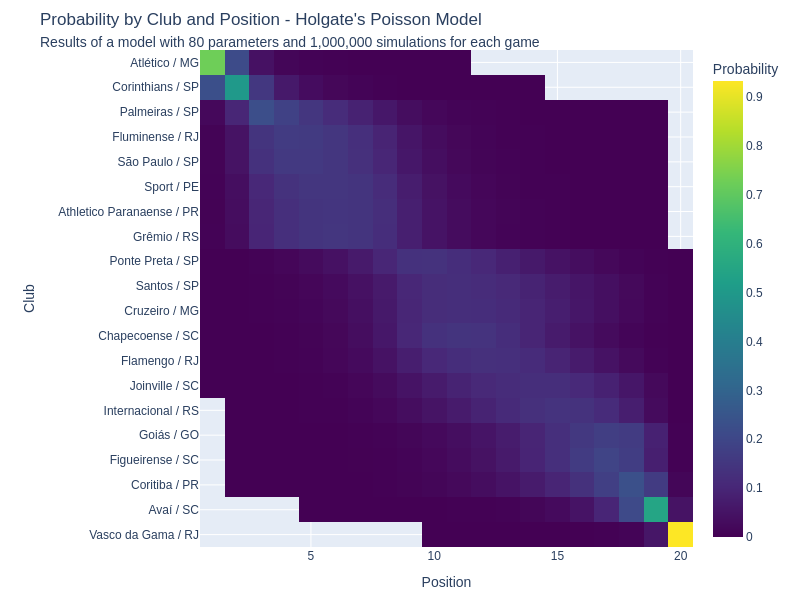 Probability by Club and Position - Holgate's Poisson Model
Results of a model with 80 parameters and 1,000,000 simulations for each game
Probability
Club
Atlético / MG
Corinthians / SP
Palmeiras / SP
Fluminense / RJ
São Paulo / SP
Sport / PE
Athletico Paranaense / PR
Grêmio / RS
Ponte Preta / SP
Santos / SP
Cruzeiro / MG
Chapecoense / SC
Flamengo / RJ
Joinville / SC
Internacional / RS
Goiás / GO
Figueirense / SC
Coritiba / PR
Avaí / SC
Vasco da Gama / RJ
0.9
0.8
0.7
0.6
0.5
0.4
0.3
0.2
0.1
0
5 10 15 20
Position